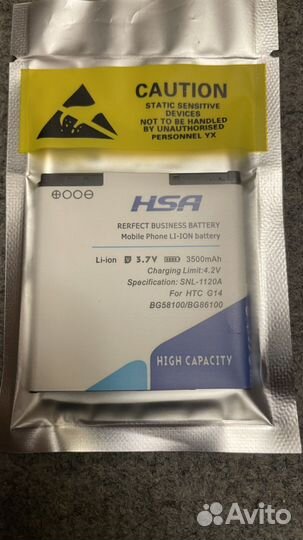 CAUTION
STATIC SENSITIVE
DEVICES
NOT TO BE HANDLED
BY UNAUTHORISED
PERSONNEL YX
HSA
RERFECT BUSINESS BATTERY
Mobile Phone LI-ION battery
Li-ion 3.7V 3500mAh
Charging Limit:4.2V
Specification: SNL-1120A
For HTC G14
BG58100/BG86100
HIGH CAPACITY
Avito